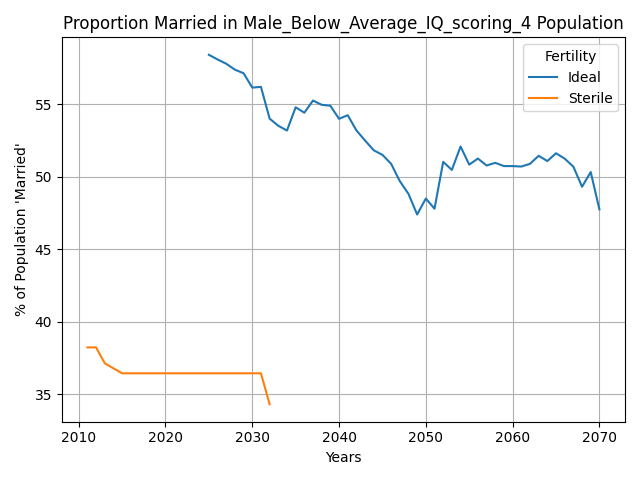 Proportion Married in Male_Below_Average_IQ_scoring_4 Population
Fertility
Ideal
Sterile
% of Population 'Married'
55
50
45
40
35
2010 2020 2030 2040 2050 2060 2070
Years